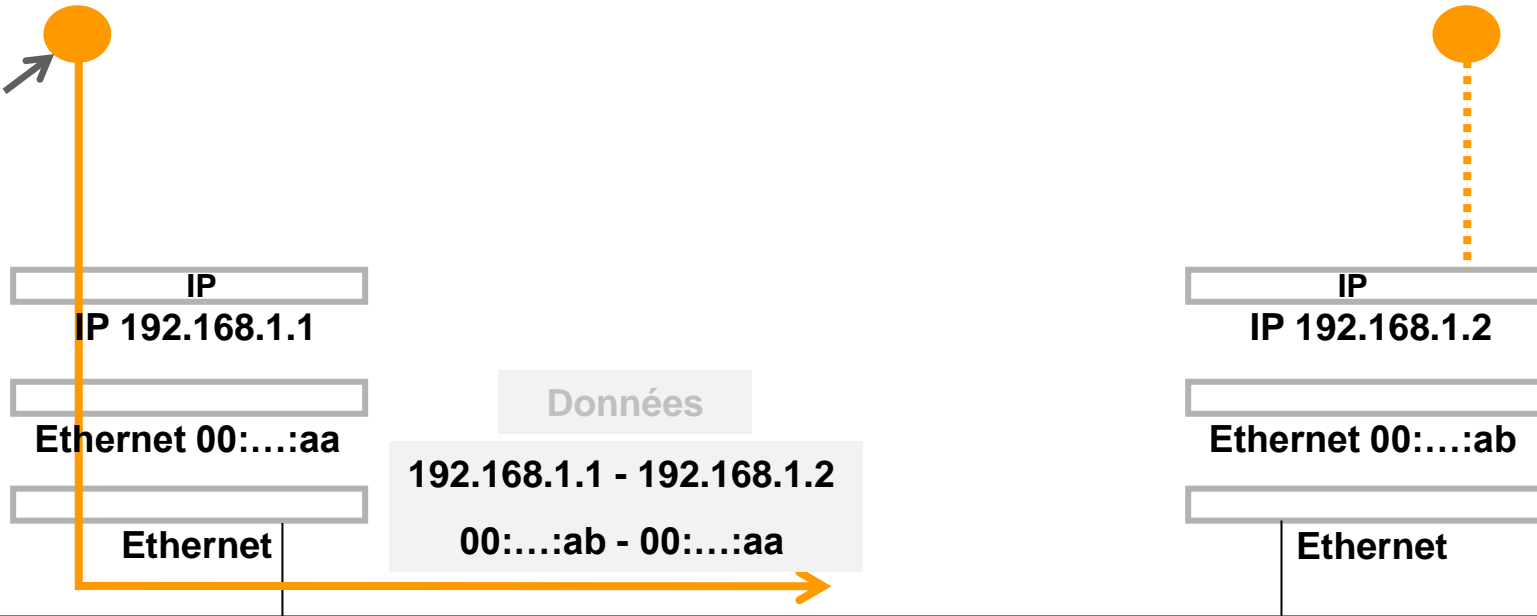 IP
IP 192.168.1.1
Ethernet 00:…:aa
Ethernet
Données
192.168.1.1 - 192.168.1.2
00:…:ab - 00:…:aa
IP
IP 192.168.1.2
Ethernet 00:…:ab
Ethernet